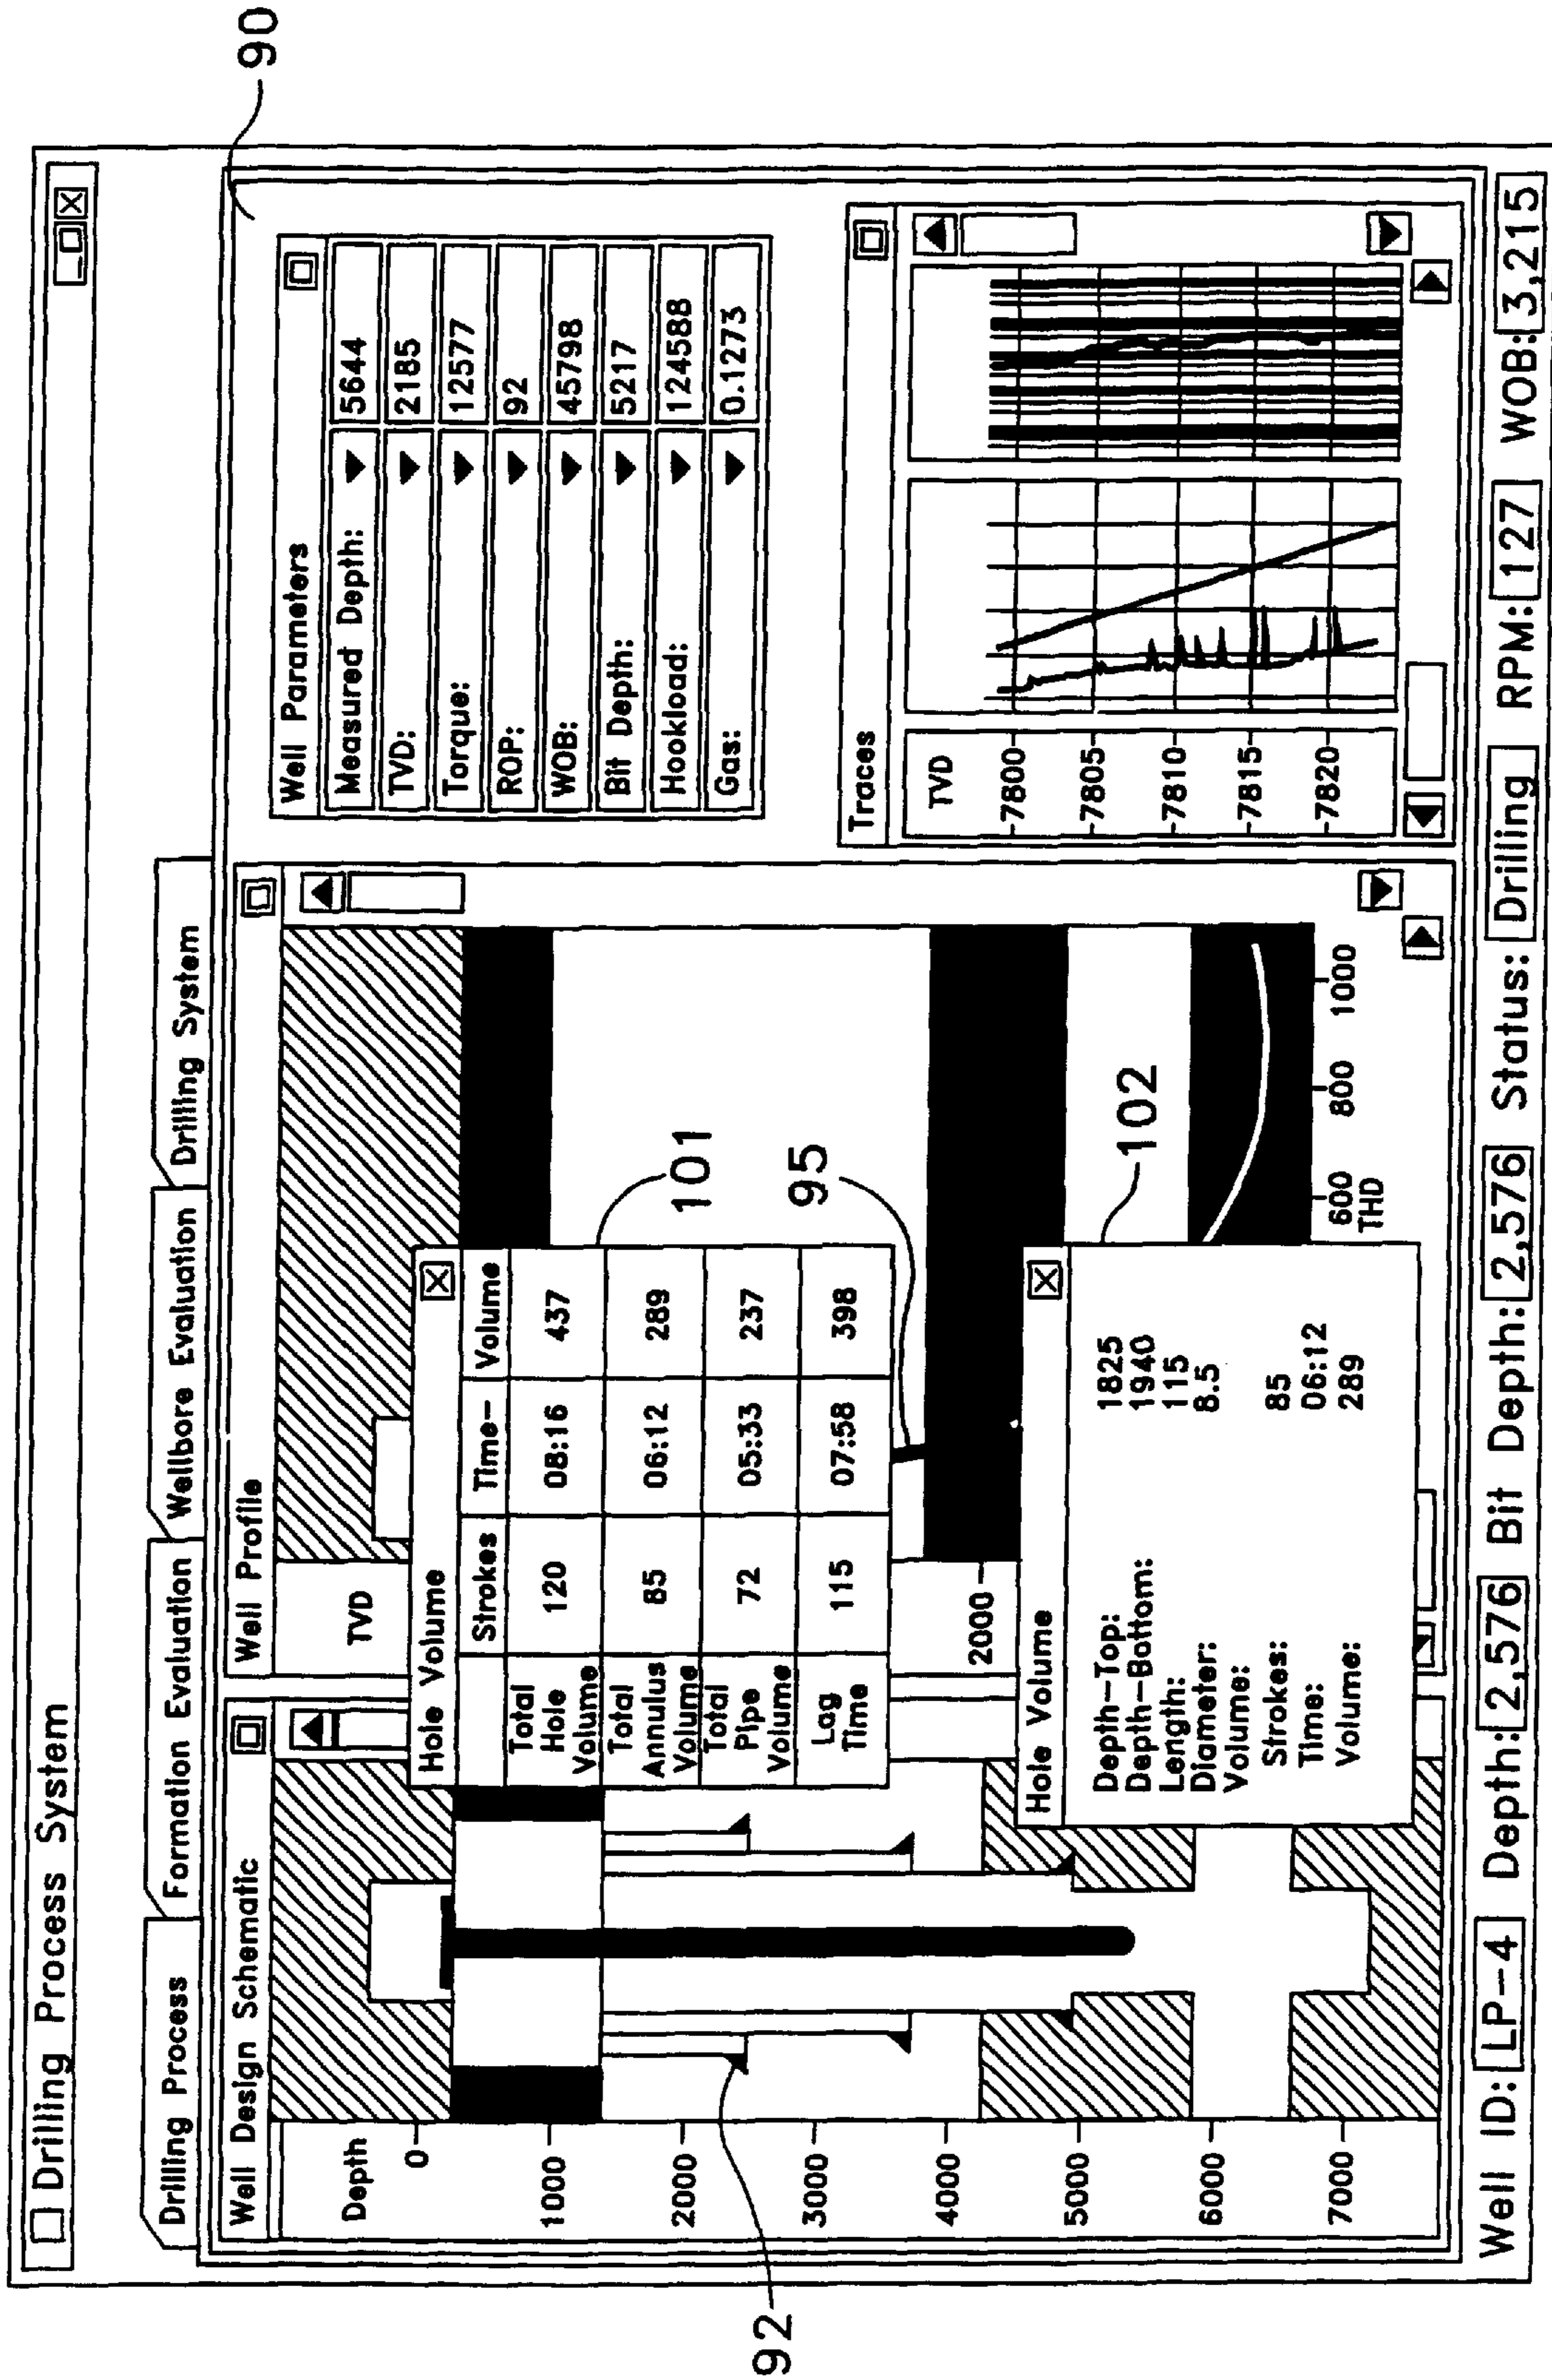 Drilling Process System
90
Drilling Process
Formation Evaluation
Wellbore Evaluation
Drilling System
Well Design Schematic
Depth
0
1000
2000
3000
4000
5000
6000
7000
92
Well Profile
TVD
2000
600
800
1000
THD
Hole Volume
Strokes Time- Volume
Total Hole Volume 120 08:16 437
Total Annulus Volume 85 06:12 289
Total Pipe Volume 72 05:33 237
Lag Time 115 07:58 398
101
95
Hole Volume
Depth-Top: 1825
Depth-Bottom: 1940
Length: 115
Diameter: 8.5
Volume:
Strokes: 85
Time: 06:12
Volume: 289
102
Well Parameters
Measured Depth: 5644
TVD: 2185
Torque: 12577
ROP: 92
WOB: 45798
Bit Depth: 5217
Hookload: 124588
Gas: 0.1273
Traces
TVD
-7800
-7805
-7810
-7815
-7820
Well ID: LP-4 Depth: 2,576 Bit Depth: 2,576 Status: Drilling RPM: 127 WOB: 3,215